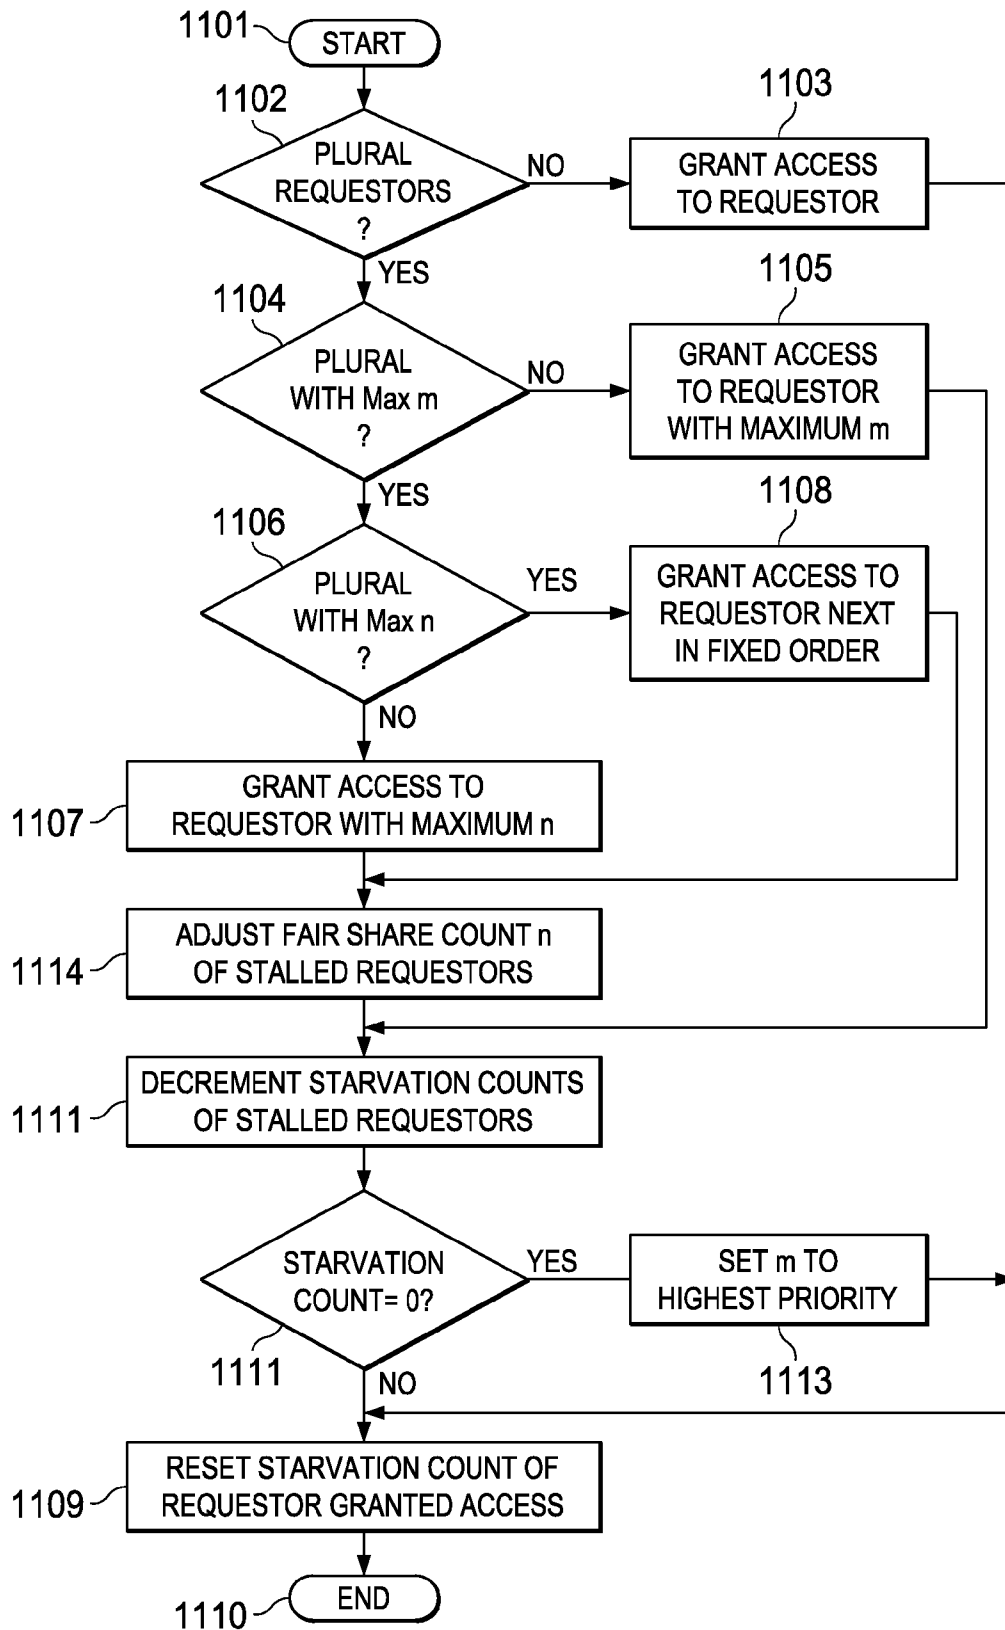 1101
START
1102
PLURAL
REQUESTORS
?
NO
1103
GRANT ACCESS
TO REQUESTOR
YES
1104
PLURAL
WITH Max m
?
NO
1105
GRANT ACCESS
TO REQUESTOR
WITH MAXIMUM m
YES
1106
PLURAL
WITH Max n
?
YES
1108
GRANT ACCESS TO
REQUESTOR NEXT
IN FIXED ORDER
NO
1107
GRANT ACCESS TO
REQUESTOR WITH MAXIMUM n
1114
ADJUST FAIR SHARE COUNT n
OF STALLED REQUESTORS
1111
DECREMENT STARVATION COUNTS
OF STALLED REQUESTORS
STARVATION
COUNT= 0?
1111
YES
SET m TO
HIGHEST PRIORITY
1113
NO
1109
RESET STARVATION COUNT OF
REQUESTOR GRANTED ACCESS
1110
END